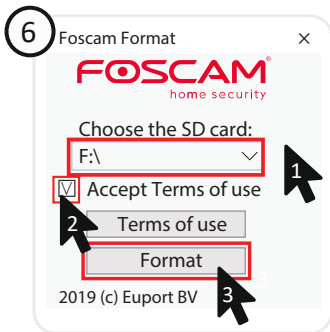 6
Foscam Format ×
FOSCAM
home security
Choose the SD card:
F:\
1
V Accept Terms of use
2
Terms of use
Format
3
2019 (c) Euport BV